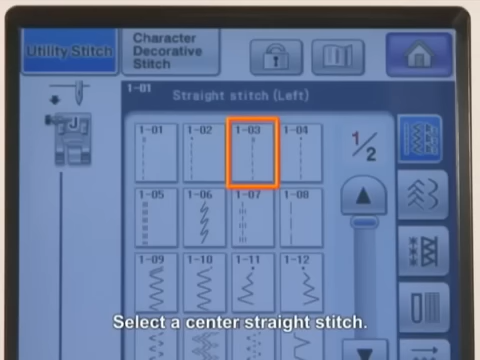 Utility Stitch
Character
Decorative
Stitch
1-01
Straight stitch (Left)
J
1-01
1-02
1-03
1-04
1/2
1-05
1-06
1-07
1-08
1-09
1-10
1-11
1-12
Select a center straight stitch.